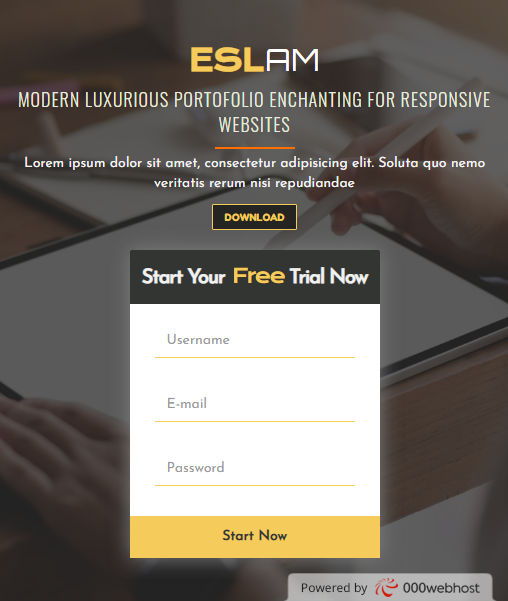 ESLAM
MODERN LUXURIOUS PORTOFOLIO ENCHANTING FOR RESPONSIVE
WEBSITES
Lorem ipsum dolor sit amet, consectetur adipisicing elit. Soluta quo nemo
veritatis rerum nisi repudiandae
DOWNLOAD
Start Your Free Trial Now
Username
E-mail
Password
Start Now
Powered by 000webhost